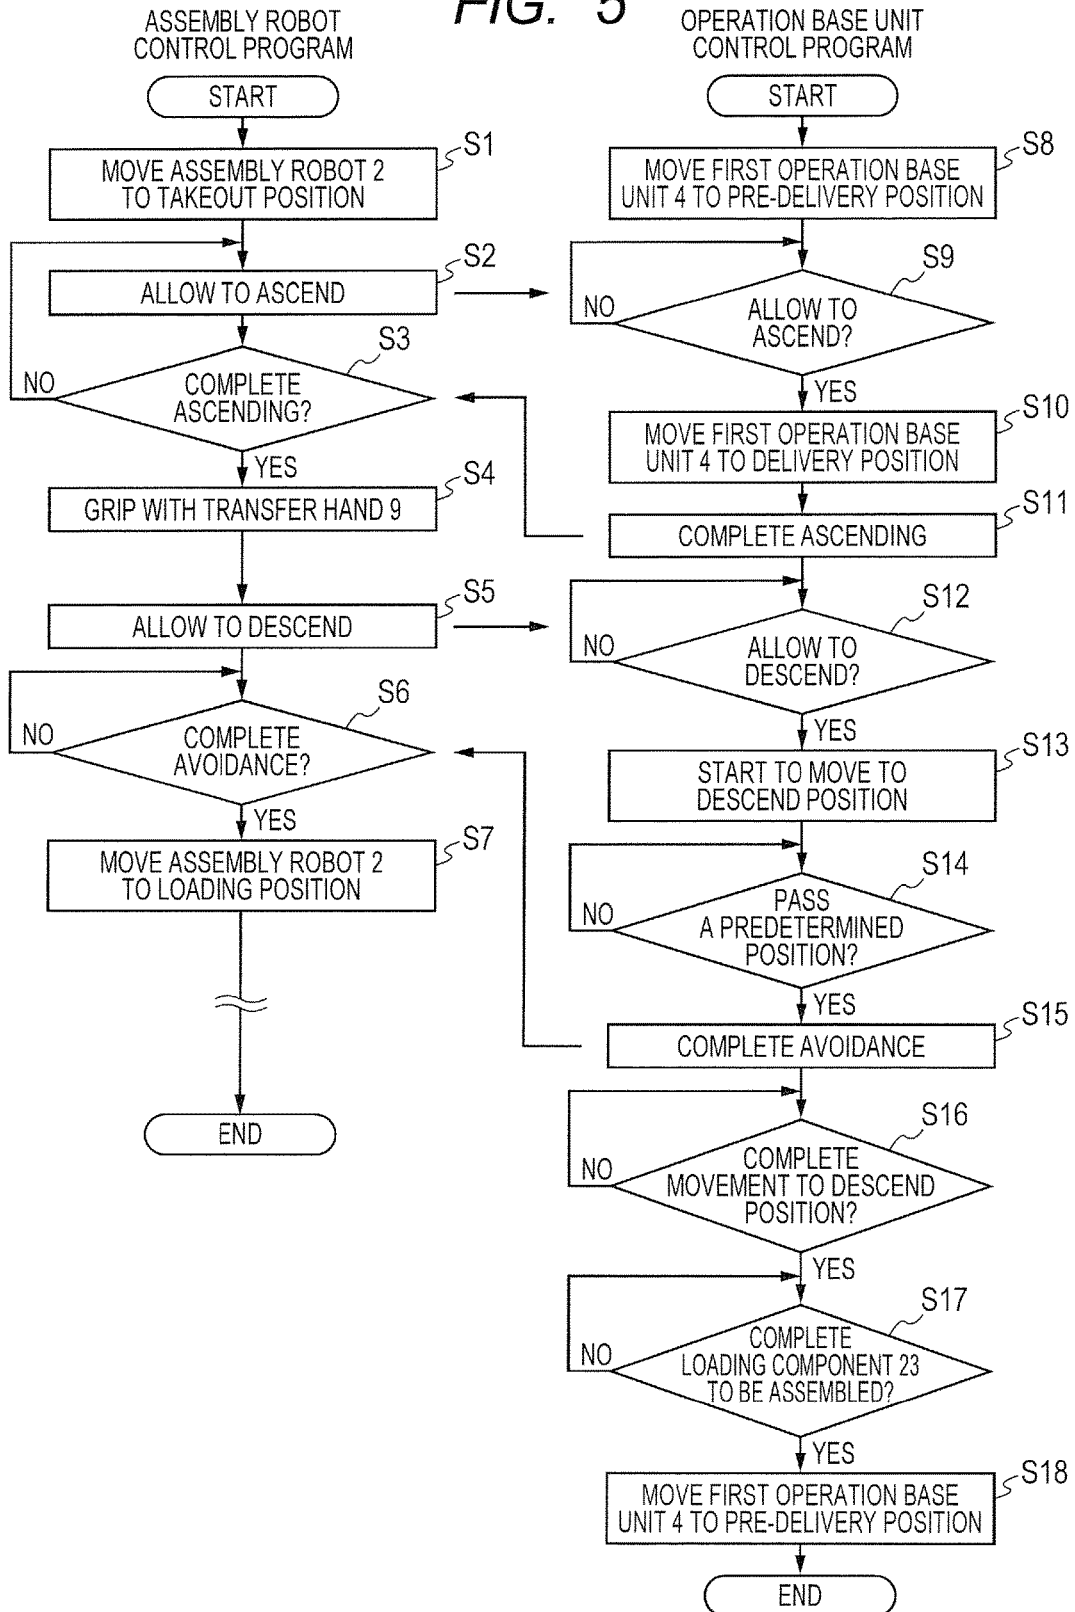 FIG. 5
ASSEMBLY ROBOT
CONTROL PROGRAM
START
S1
MOVE ASSEMBLY ROBOT 2
TO TAKEOUT POSITION
S2
ALLOW TO ASCEND
S3
COMPLETE
ASCENDING?
NO
YES
S4
GRIP WITH TRANSFER HAND 9
S5
ALLOW TO DESCEND
S6
COMPLETE
AVOIDANCE?
NO
YES
S7
MOVE ASSEMBLY ROBOT 2
TO LOADING POSITION
END
OPERATION BASE UNIT
CONTROL PROGRAM
START
S8
MOVE FIRST OPERATION BASE
UNIT 4 TO PRE-DELIVERY POSITION
S9
ALLOW TO
ASCEND?
NO
YES
S10
MOVE FIRST OPERATION BASE
UNIT 4 TO DELIVERY POSITION
S11
COMPLETE ASCENDING
S12
ALLOW TO
DESCEND?
NO
YES
S13
START TO MOVE TO
DESCEND POSITION
S14
PASS
A PREDETERMINED
POSITION?
NO
YES
S15
COMPLETE AVOIDANCE
S16
COMPLETE
MOVEMENT TO DESCEND
POSITION?
NO
YES
S17
COMPLETE
LOADING COMPONENT 23
TO BE ASSEMBLED?
NO
YES
S18
MOVE FIRST OPERATION BASE
UNIT 4 TO PRE-DELIVERY POSITION
END